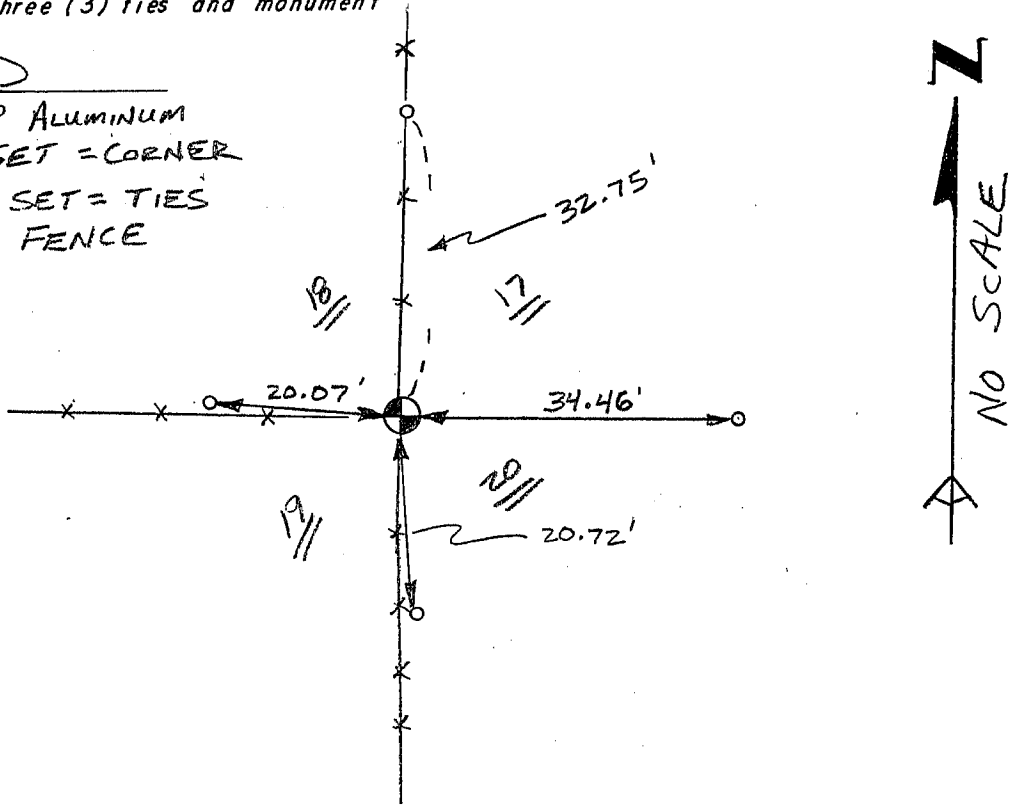 three (3) ties and monument
ALUMINUM
SET = CORNER
SET = TIES
FENCE
N
NO SCALE
32.75'
18
17
20.07'
34.46'
19
20
20.72'